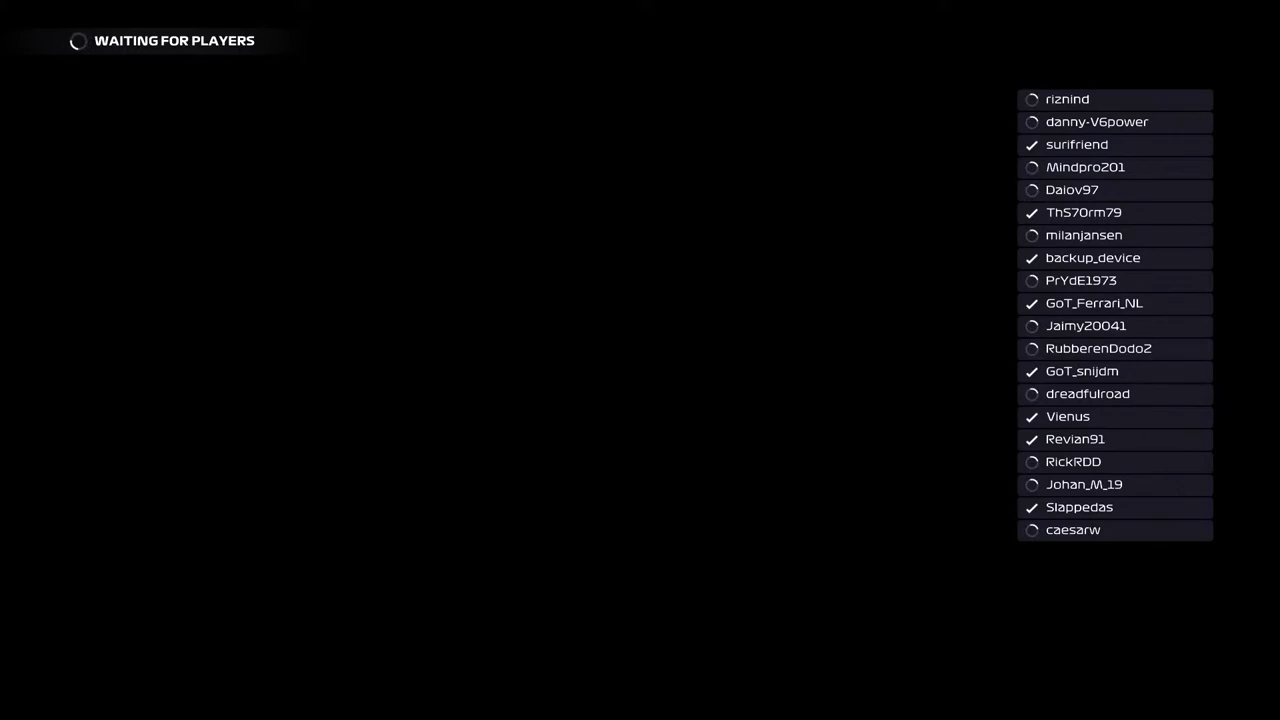 WAITING FOR PLAYERS
riznind
danny-V6power
surifriend
Mindpro201
Daiov97
ThS70rm79
milanjansen
backup_device
PrYdE1973
GoT_Ferrari_NL
Jaimy20041
RubberenDodo2
GoT_snijdm
dreadfulroad
Vienus
Revian91
RickRDD
Johan_M_19
Slappedas
caesarw